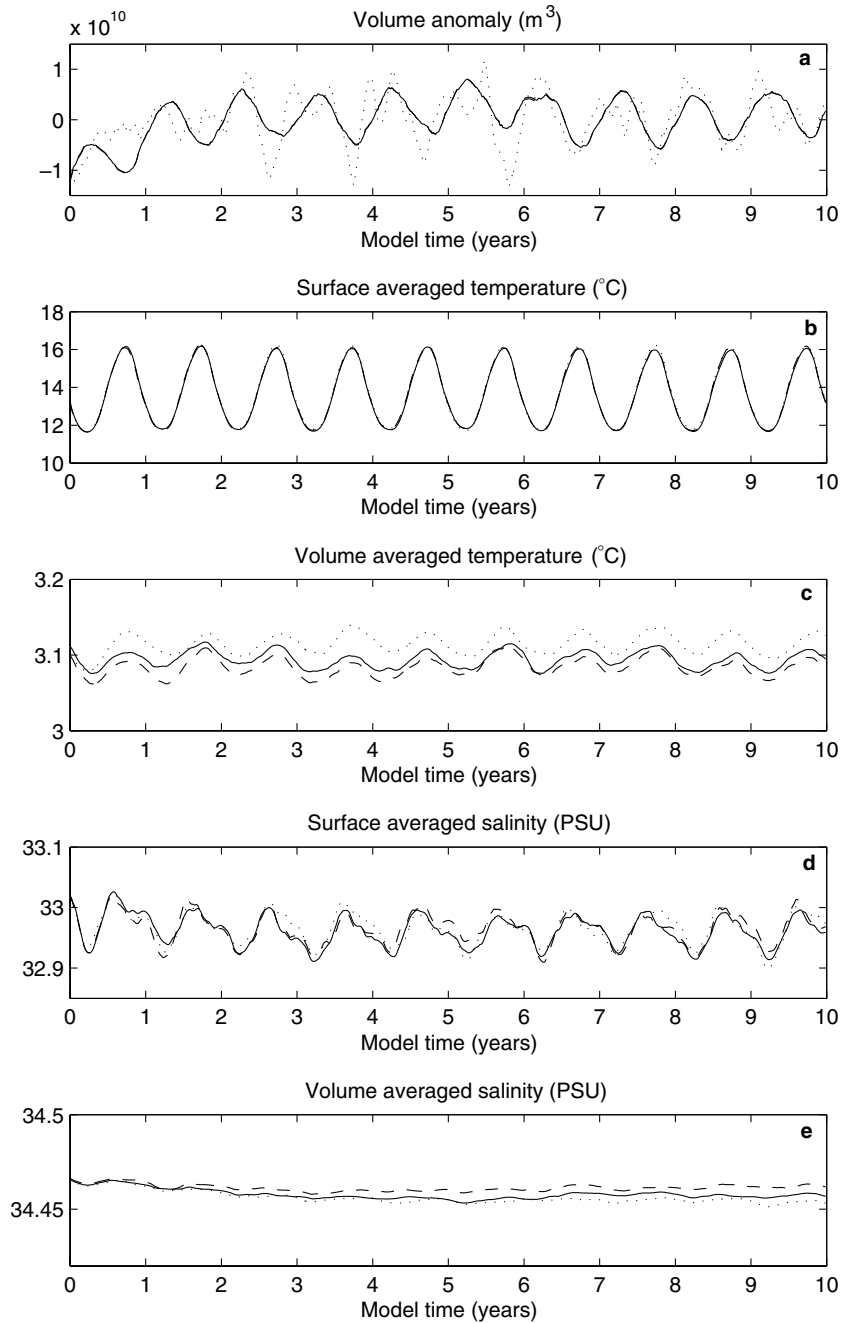 Volume anomaly (m³)
x 10¹⁰
a
1
0
−1
0 1 2 3 4 5 6 7 8 9 10
Model time (years)
Surface averaged temperature (°C)
b
18
16
14
12
10
0 1 2 3 4 5 6 7 8 9 10
Model time (years)
Volume averaged temperature (°C)
c
3.2
3.1
3
0 1 2 3 4 5 6 7 8 9 10
Model time (years)
Surface averaged salinity (PSU)
d
33.1
33
32.9
0 1 2 3 4 5 6 7 8 9 10
Model time (years)
Volume averaged salinity (PSU)
e
34.5
34.45
0 1 2 3 4 5 6 7 8 9 10
Model time (years)